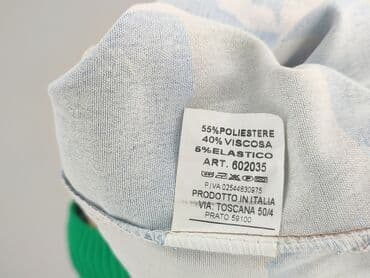 55%POLIESTERE
40%VISCOSA
5%ELASTICO
ART. 602035
P.IVA 02544830975
PRODOTTO IN ITALIA
VIA: TOSCANA 50/4
PRATO 59100